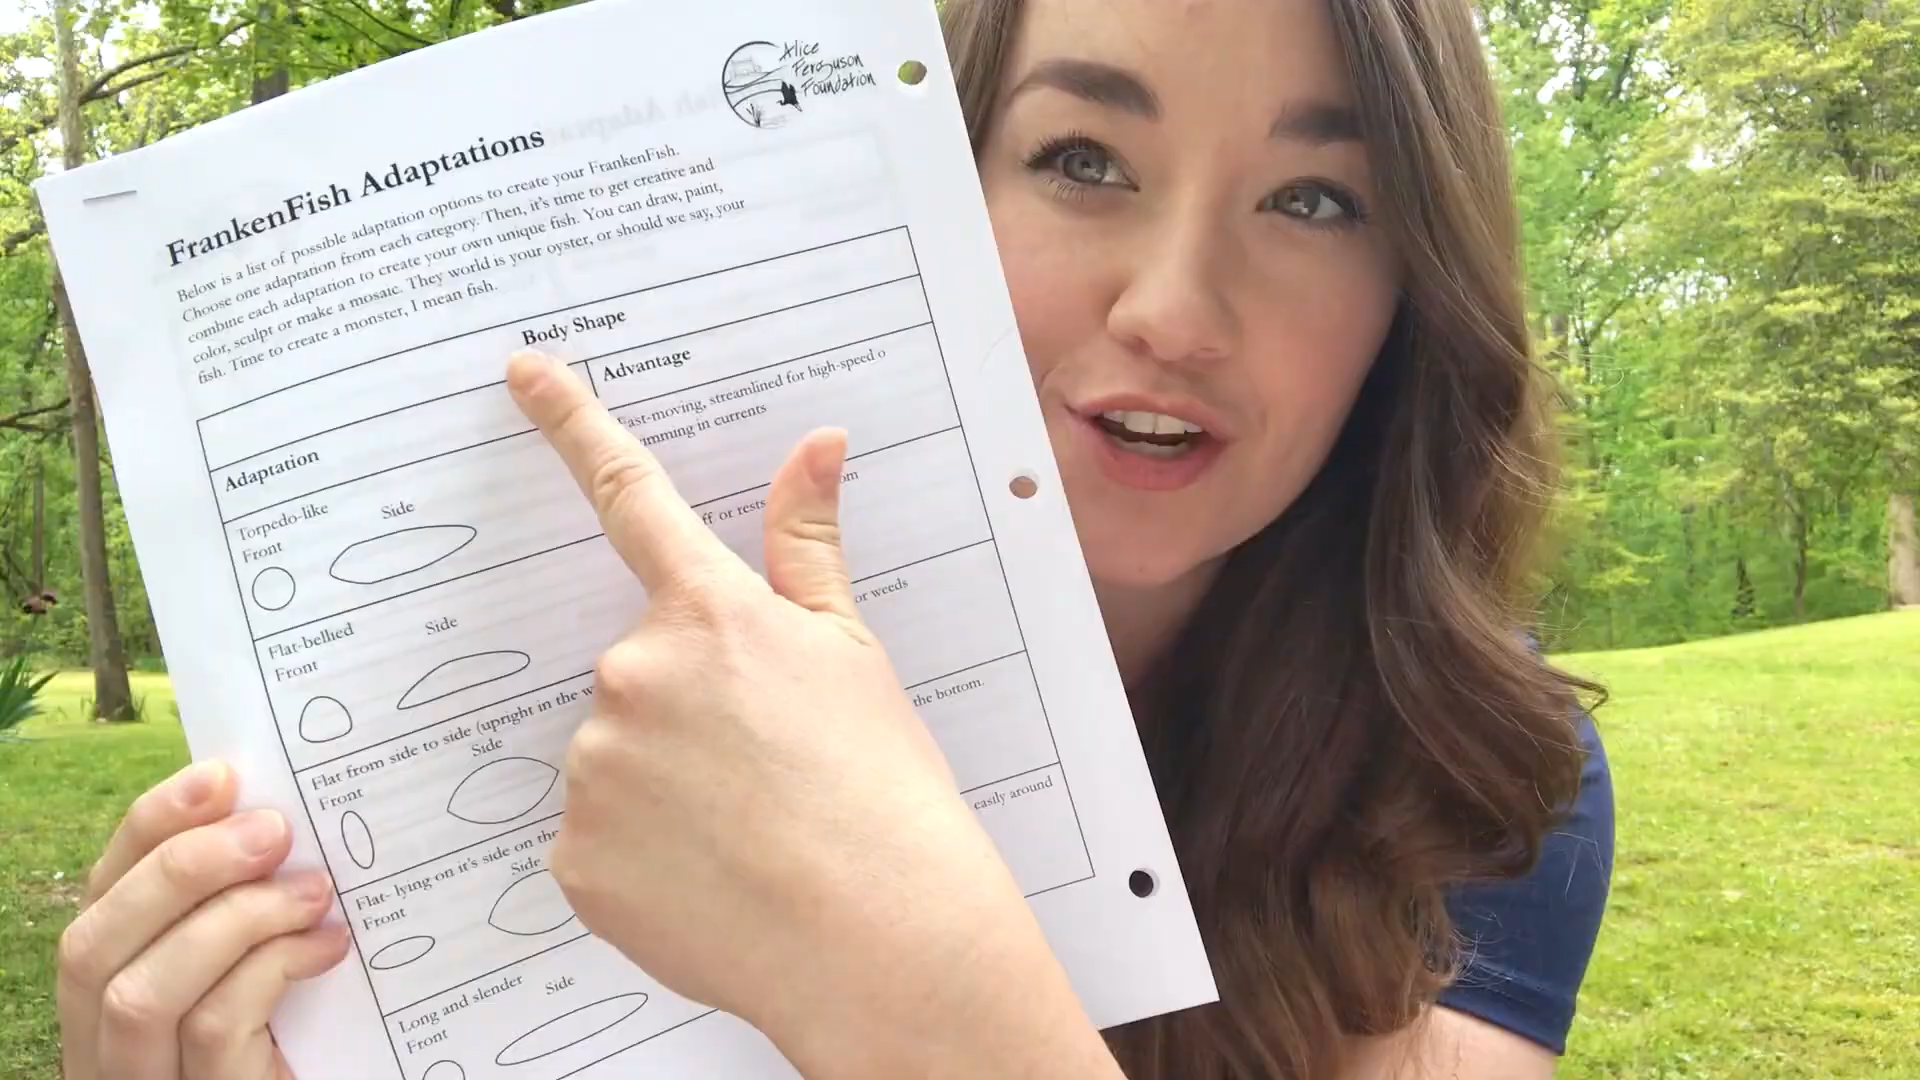 Alice
Ferguson
Foundation
FrankenFish Adaptations
Below is a list of possible adaptation options to create your FrankenFish.
Choose one adaptation from each category. Then, it's time to get creative and
combine each adaptation to create your own unique fish. You can draw, paint,
color, sculpt or make a mosaic. They world is your oyster, or should we say, your
fish. Time to create a monster, I mean fish.
Body Shape
Adaptation Advantage
Torpedo-like
Front Side
Fast-moving, streamlined for high-speed o
swimming in currents
Flat-bellied
Front Side
ff or rests
Flat from side to side (upright in the
Front Side
or weeds
Flat- lying on it's side on the
Front Side
the bottom.
Long and slender
Front Side
easily around